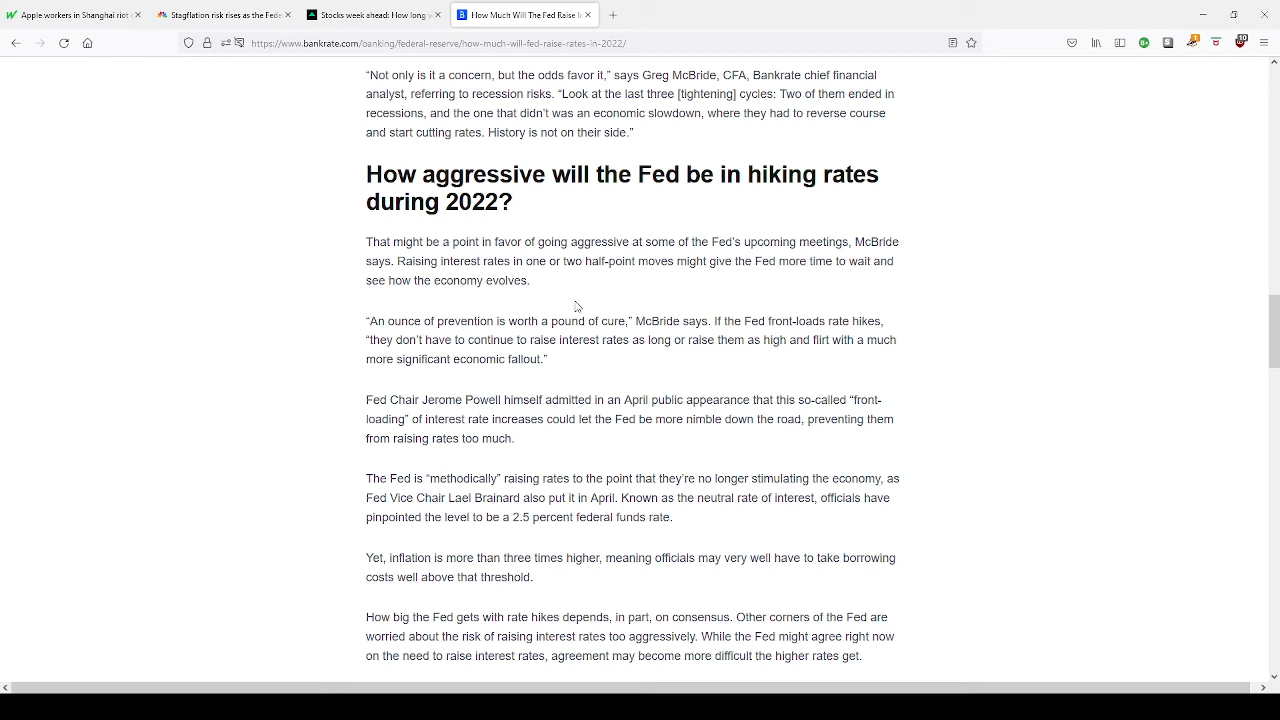 Apple workers in Shanghai riot
Stagflation risk rises as the Fede
Stocks week ahead: How long w
How Much Will The Fed Raise In
https://www.bankrate.com/banking/federal-reserve/how-much-will-fed-raise-rates-in-2022/
“Not only is it a concern, but the odds favor it,” says Greg McBride, CFA, Bankrate chief financial
analyst, referring to recession risks. “Look at the last three [tightening] cycles: Two of them ended in
recessions, and the one that didn’t was an economic slowdown, where they had to reverse course
and start cutting rates. History is not on their side.”
How aggressive will the Fed be in hiking rates
during 2022?
That might be a point in favor of going aggressive at some of the Fed’s upcoming meetings, McBride
says. Raising interest rates in one or two half-point moves might give the Fed more time to wait and
see how the economy evolves.
“An ounce of prevention is worth a pound of cure,” McBride says. If the Fed front-loads rate hikes,
“they don’t have to continue to raise interest rates as long or raise them as high and flirt with a much
more significant economic fallout.”
Fed Chair Jerome Powell himself admitted in an April public appearance that this so-called “front-
loading” of interest rate increases could let the Fed be more nimble down the road, preventing them
from raising rates too much.
The Fed is “methodically” raising rates to the point that they’re no longer stimulating the economy, as
Fed Vice Chair Lael Brainard also put it in April. Known as the neutral rate of interest, officials have
pinpointed the level to be a 2.5 percent federal funds rate.
Yet, inflation is more than three times higher, meaning officials may very well have to take borrowing
costs well above that threshold.
How big the Fed gets with rate hikes depends, in part, on consensus. Other corners of the Fed are
worried about the risk of raising interest rates too aggressively. While the Fed might agree right now
on the need to raise interest rates, agreement may become more difficult the higher rates get.